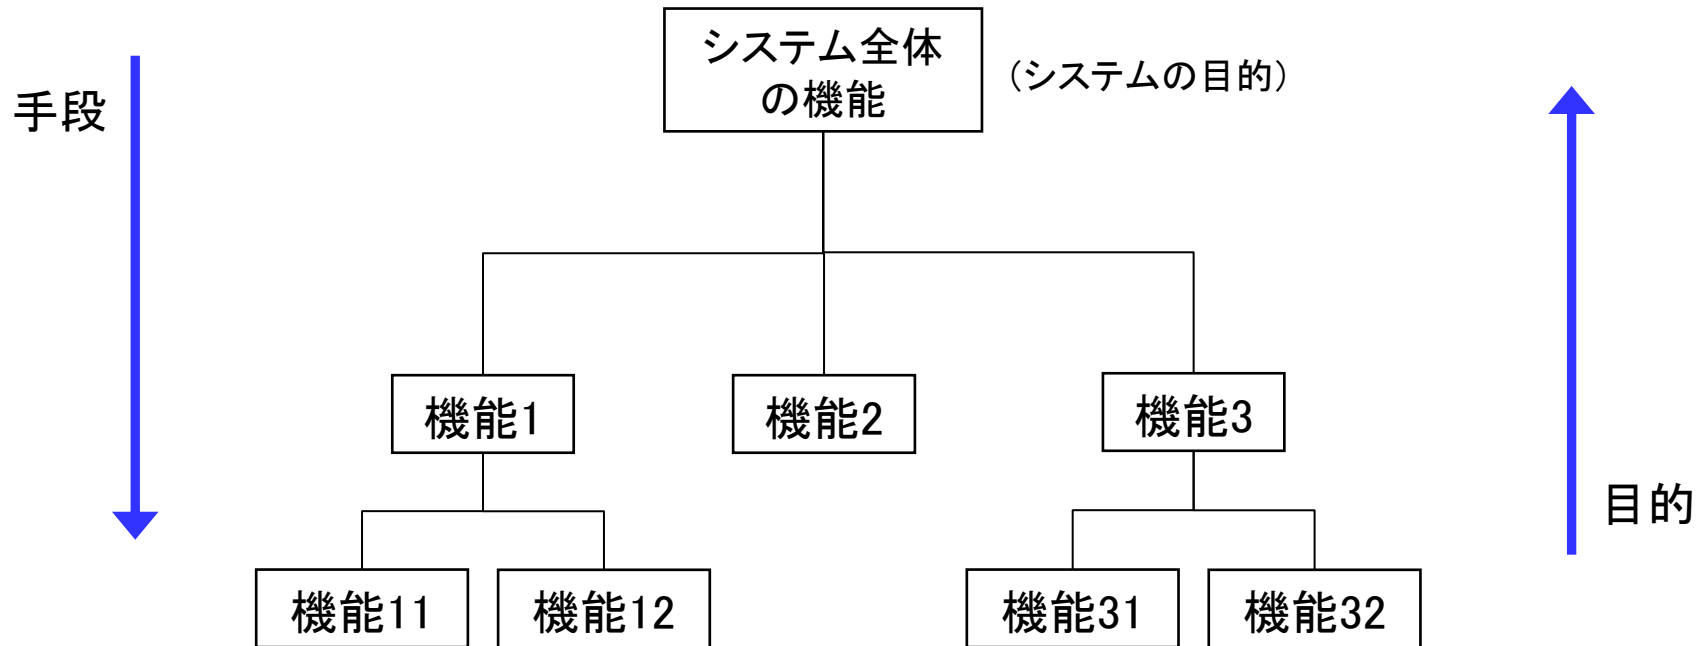 システム全体
の機能
（システムの目的）
手段
機能1
機能2
機能3
目的
機能11
機能12
機能31
機能32